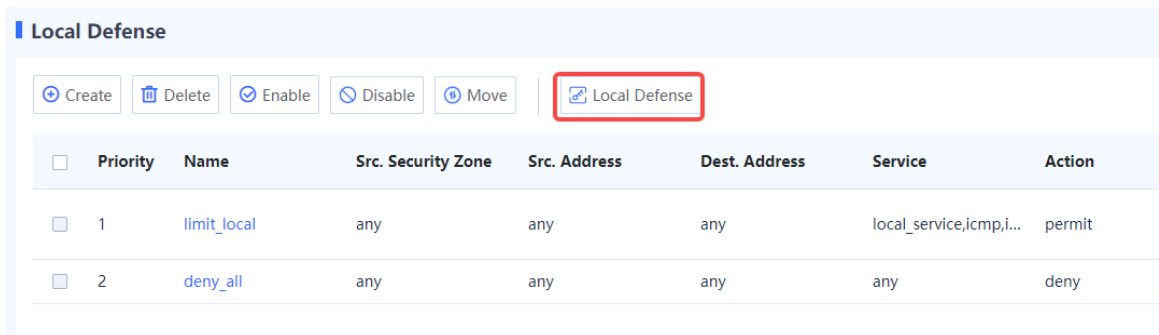 Local Defense
Create Delete Enable Disable Move Local Defense
Priority Name Src. Security Zone Src. Address Dest. Address Service Action
1 limit_local any any any local_service,icmp,i... permit
2 deny_all any any any any deny